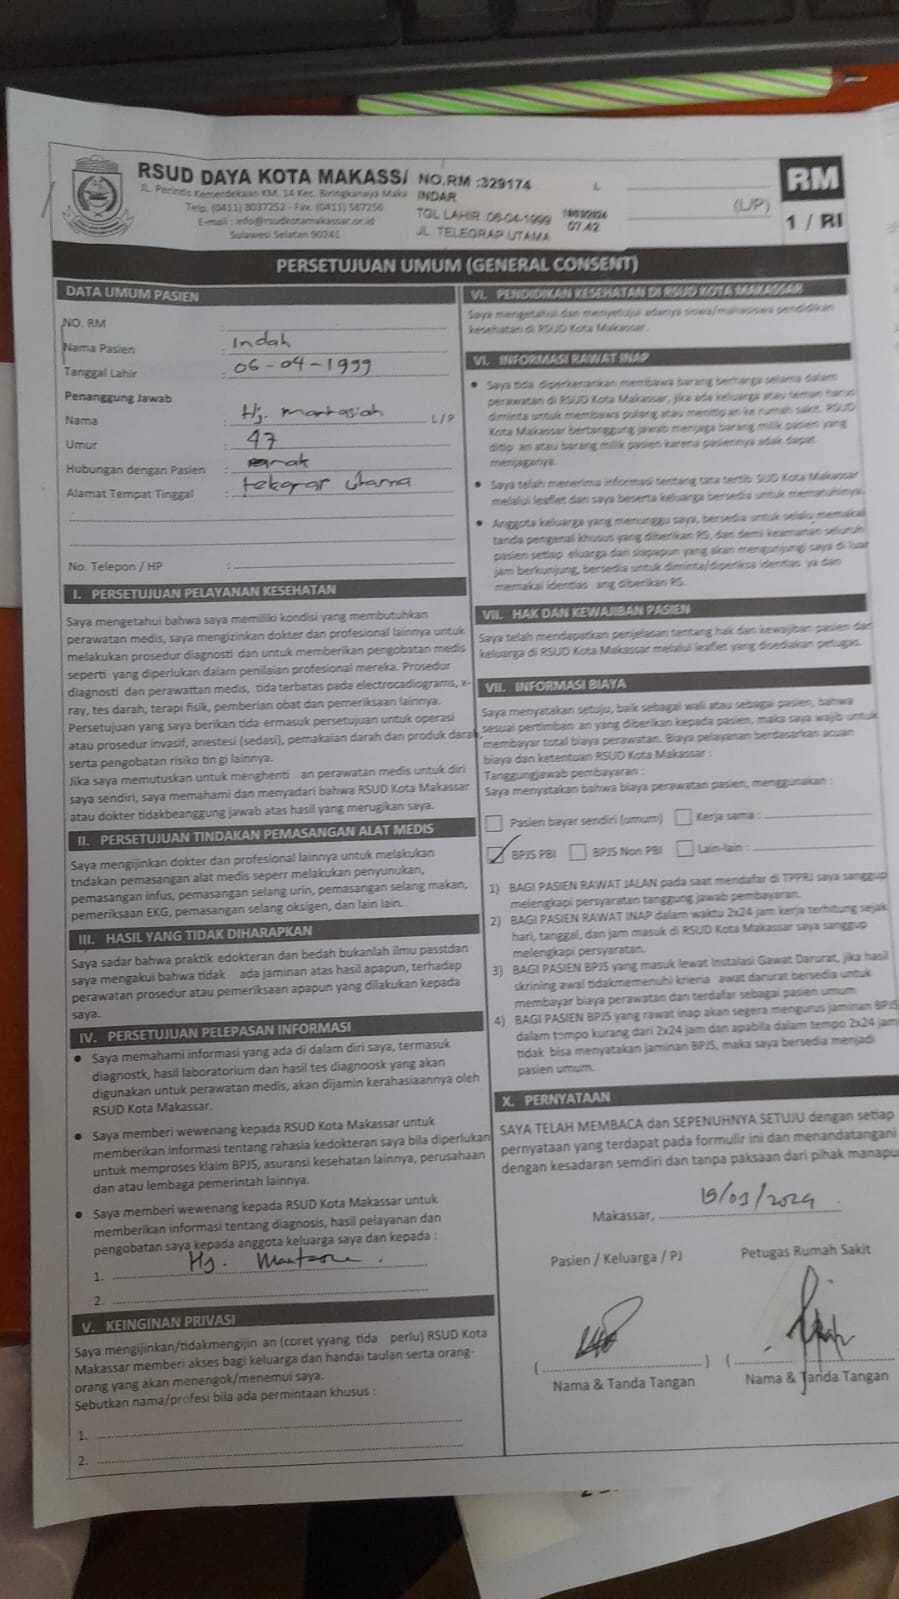 RSUD DAYA KOTA MAKASSA
JL. Perintis Kemerdekaan KM. 14 Kec. Biringkanaya Maka
Telp. (0411) 8037252 - Fax. (0411) 587256
E-mail : info@rsudkotamakassar.or.id
Sulawesi Selatan 90241
NO.RM :329174
INDAR
TGL LAHIR :06-04-1999
07.42
JL. TELEGRAP UTAMA
L
(L/P)
RM
1 / RI
PERSETUJUAN UMUM (GENERAL CONSENT)
DATA UMUM PASIEN
NO. RM :
Nama Pasien : Indah
Tanggal Lahir : 06-04-1999
Penanggung Jawab
Nama : Hj. L/P
Umur : 47
Hubungan dengan Pasien : anak
Alamat Tempat Tinggal : Utama
No. Telepon / HP :
I. PERSETUJUAN PELAYANAN KESEHATAN
Saya mengetahui bahwa saya memiliki kondisi yang membutuhkan
perawatan medis, saya mengizinkan dokter dan profesional lainnya untuk
melakukan prosedur diagnosti dan untuk memberikan pengobatan medis
seperti yang diperlukan dalam penilaian profesional mereka. Prosedur
diagnosti dan perawattan medis, tida terbatas pada electrocadiograms, x-
ray, tes darah, terapi fisik, pemberian obat dan pemeriksaan lainnya.
Persetujuan yang saya berikan tida ermasuk persetujuan untuk operasi
atau prosedur invasif, anestesi (sedasi), pemakaian darah dan produk darah,
serta pengobatan risiko tin gi lainnya.
Jika saya memutuskan untuk menghenti an perawatan medis untuk diri
saya sendiri, saya memahami dan menyadari bahwa RSUD Kota Makassar
atau dokter tidakbeanggung jawab atas hasil yang merugikan saya.
II. PERSETUJUAN TINDAKAN PEMASANGAN ALAT MEDIS
Saya mengijinkan dokter dan profesional lainnya untuk melakukan
tndakan pemasangan alat medis seperr melakukan penyunukan,
pemasangan infus, pemasangan selang urin, pemasangan selang makan,
pemeriksaan EKG, pemasangan selang oksigen, dan lain lain.
III. HASIL YANG TIDAK DIHARAPKAN
Saya sadar bahwa praktik edokteran dan bedah bukanlah ilmu passtdan
saya mengakui bahwa tidak ada jaminan atas hasil apapun, terhadap
perawatan prosedur atau pemeriksaan apapun yang dilakukan kepada
saya.
IV. PERSETUJUAN PELEPASAN INFORMASI
● Saya memahami informasi yang ada di dalam diri saya, termasuk
diagnostk, hasil laboratorium dan hasil tes diagnoosk yang akan
digunakan untuk perawatan medis, akan dijamin kerahasiaannya oleh
RSUD Kota Makassar.
● Saya memberi wewenang kepada RSUD Kota Makassar untuk
memberikan informasi tentang rahasia kedokteran saya bila diperlukan
untuk memproses klaim BPJS, asuransi kesehatan lainnya, perusahaan
dan atau lembaga pemerintah lainnya.
● Saya memberi wewenang kepada RSUD Kota Makassar untuk
memberikan informasi tentang diagnosis, hasil pelayanan dan
pengobatan saya kepada anggota keluarga saya dan kepada :
1. Hj.
2.
V. KEINGINAN PRIVASI
Saya mengijinkan/tidakmengijin an (coret yyang tida perlu) RSUD Kota
Makassar memberi akses bagi keluarga dan handai taulan serta orang-
orang yang akan menengok/menemui saya.
Sebutkan nama/profesi bila ada permintaan khusus :
1.
2.
VI. PENDIDIKAN KESEHATAN DI RSUD KOTA MAKASSAR
Saya mengetahui dan menyetujui adanya siswa/mahasiswa pendidikan
kesehatan di RSUD Kota Makassar.
VI. INFORMASI RAWAT INAP
● Saya tida diperkenankan membawa barang berharga selama dalam
perawatan di RSUD Kota Makassar, jika ada keluarga atau teman harus
diminta untuk membawa pulang atau menitip an ke rumah sakit. RSUD
Kota Makassar bertanggung jawab menjaga barang milik pasien yang
ditip an atau barang milik pasien karena pasiennya adak dapat
menjaganya.
● Saya telah menerima informasi tentang tata tertib SUD Kota Makassar
melalui leaflet dan saya beserta keluarga bersedia untuk mematuhinya.
● Anggota keluarga yang menunggu saya, bersedia untuk selalu memakai
tanda pengenal khusus yang diberikan RS, dan demi keamanan seluruh
pasien setiap eluarga dan siapapun yang akan mengunjungi saya di luar
jam berkunjung, bersedia untuk diminta/diperiksa identias ya dan
memakai identias ang diberikan RS.
VII. HAK DAN KEWAJIBAN PASIEN
Saya telah mendapatkan penjelasan tentang hak dan kewajiban pasien dan
keluarga di RSUD Kota Makassar melalui leaflet yang disediakan petugas.
VII. INFORMASI BIAYA
Saya menyatakan setuju, baik sebagai wali atau sebagai pasien, bahwa
sesuai pertimban an yang diberikan kepada pasien, maka saya wajib untuk
membayar total biaya perawatan. Biaya pelayanan berdasarkan acuan
biaya dan ketentuan RSUD Kota Makassar :
Tanggungjawab pembayaran :
Saya menyatakan bahwa biaya perawatan pasien, menggunakan :
Pasien bayar sendiri (umum) Kerja sama :
BPJS PBI BPJS Non PBI Lain-lain :
1) BAGI PASIEN RAWAT JALAN pada saat mendafar di TPPRJ saya sanggup
melengkapi persyaratan tanggung jawab pembayaran.
2) BAGI PASIEN RAWAT INAP dalam waktu 2x24 jam kerja terhitung sejak
hari, tanggal, dan jam masuk di RSUD Kota Makassar saya sanggup
melengkapi persyaratan.
3) BAGI PASIEN BPJS yang masuk lewat Instalasi Gawat Darurat, jika hasil
skrining awal tidakmemenuhi krieria awat darurat bersedia untuk
membayar biaya perawatan dan terdafar sebagai pasien umum
4) BAGI PASIEN BPJS yang rawat inap akan segera mengurus jaminan BPJS
dalam tempo kurang dari 2x24 jam dan apabila dalam tempo 2x24 jam
tidak bisa menyatakan jaminan BPJS, maka saya bersedia menjadi
pasien umum.
X. PERNYATAAN
SAYA TELAH MEMBACA dan SEPENUHNYA SETUJU dengan setiap
pernyataan yang terdapat pada formulir ini dan menandatangani
dengan kesadaran semdiri dan tanpa paksaan dari pihak manapu
Makassar, 15/03/2024
Pasien / Keluarga / PJ Petugas Rumah Sakit
( ) (
Nama & Tanda Tangan Nama & Tanda Tangan